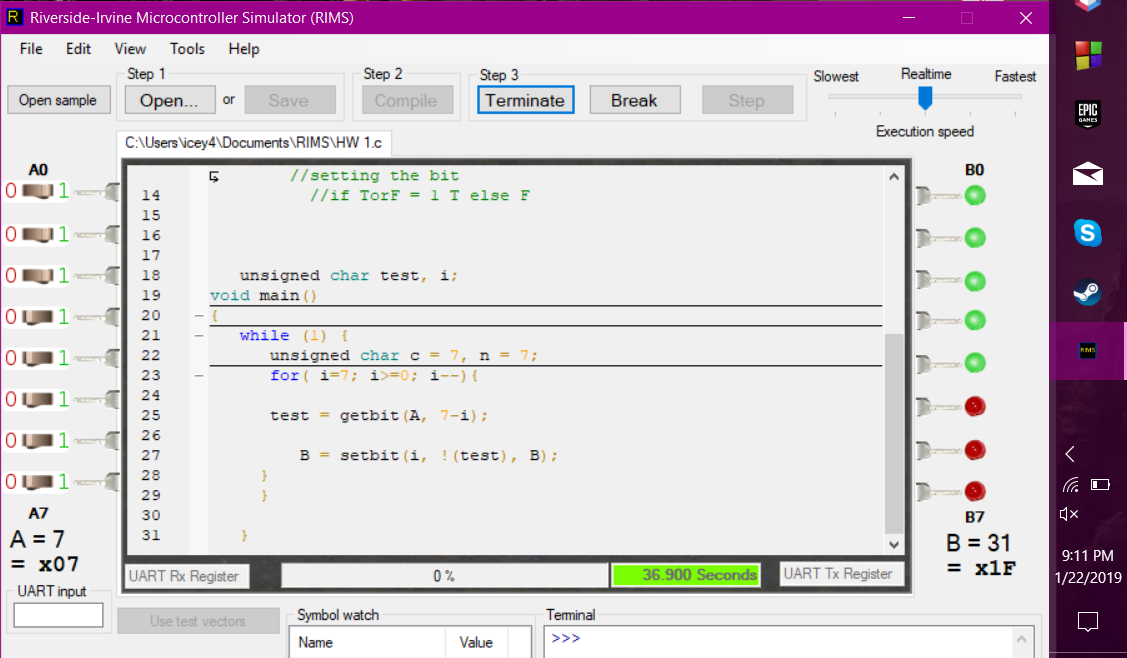 Riverside-Irvine Microcontroller Simulator (RIMS)
File Edit View Tools Help
Step 1 Step 2 Step 3
Slowest Realtime Fastest
Open sample Open... or Save Compile Terminate Break Step
Execution speed
C:\Users\icey4\Documents\RIMS\HW 1.c
A0
B0
0 1
0 1
0 1
0 1
0 1
0 1
0 1
0 1
//setting the bit
14 //if TorF = 1 T else F
15
16
17
18 unsigned char test, i;
19 void main()
20 {
21 while (1) {
22 unsigned char c = 7, n = 7;
23 for( i=7; i>=0; i--){
24
25 test = getbit(A, 7-i);
26
27 B = setbit(i, !(test), B);
28 }
29 }
30
31 }
A7
A = 7
= x07
B7
B = 31
= x1F
UART input
UART Rx Register
0 %
36.900 Seconds
UART Tx Register
Use test vectors
Symbol watch
Name Value
Terminal
>>>
EPIC
GAMES
RIMS
9:11 PM
1/22/2019